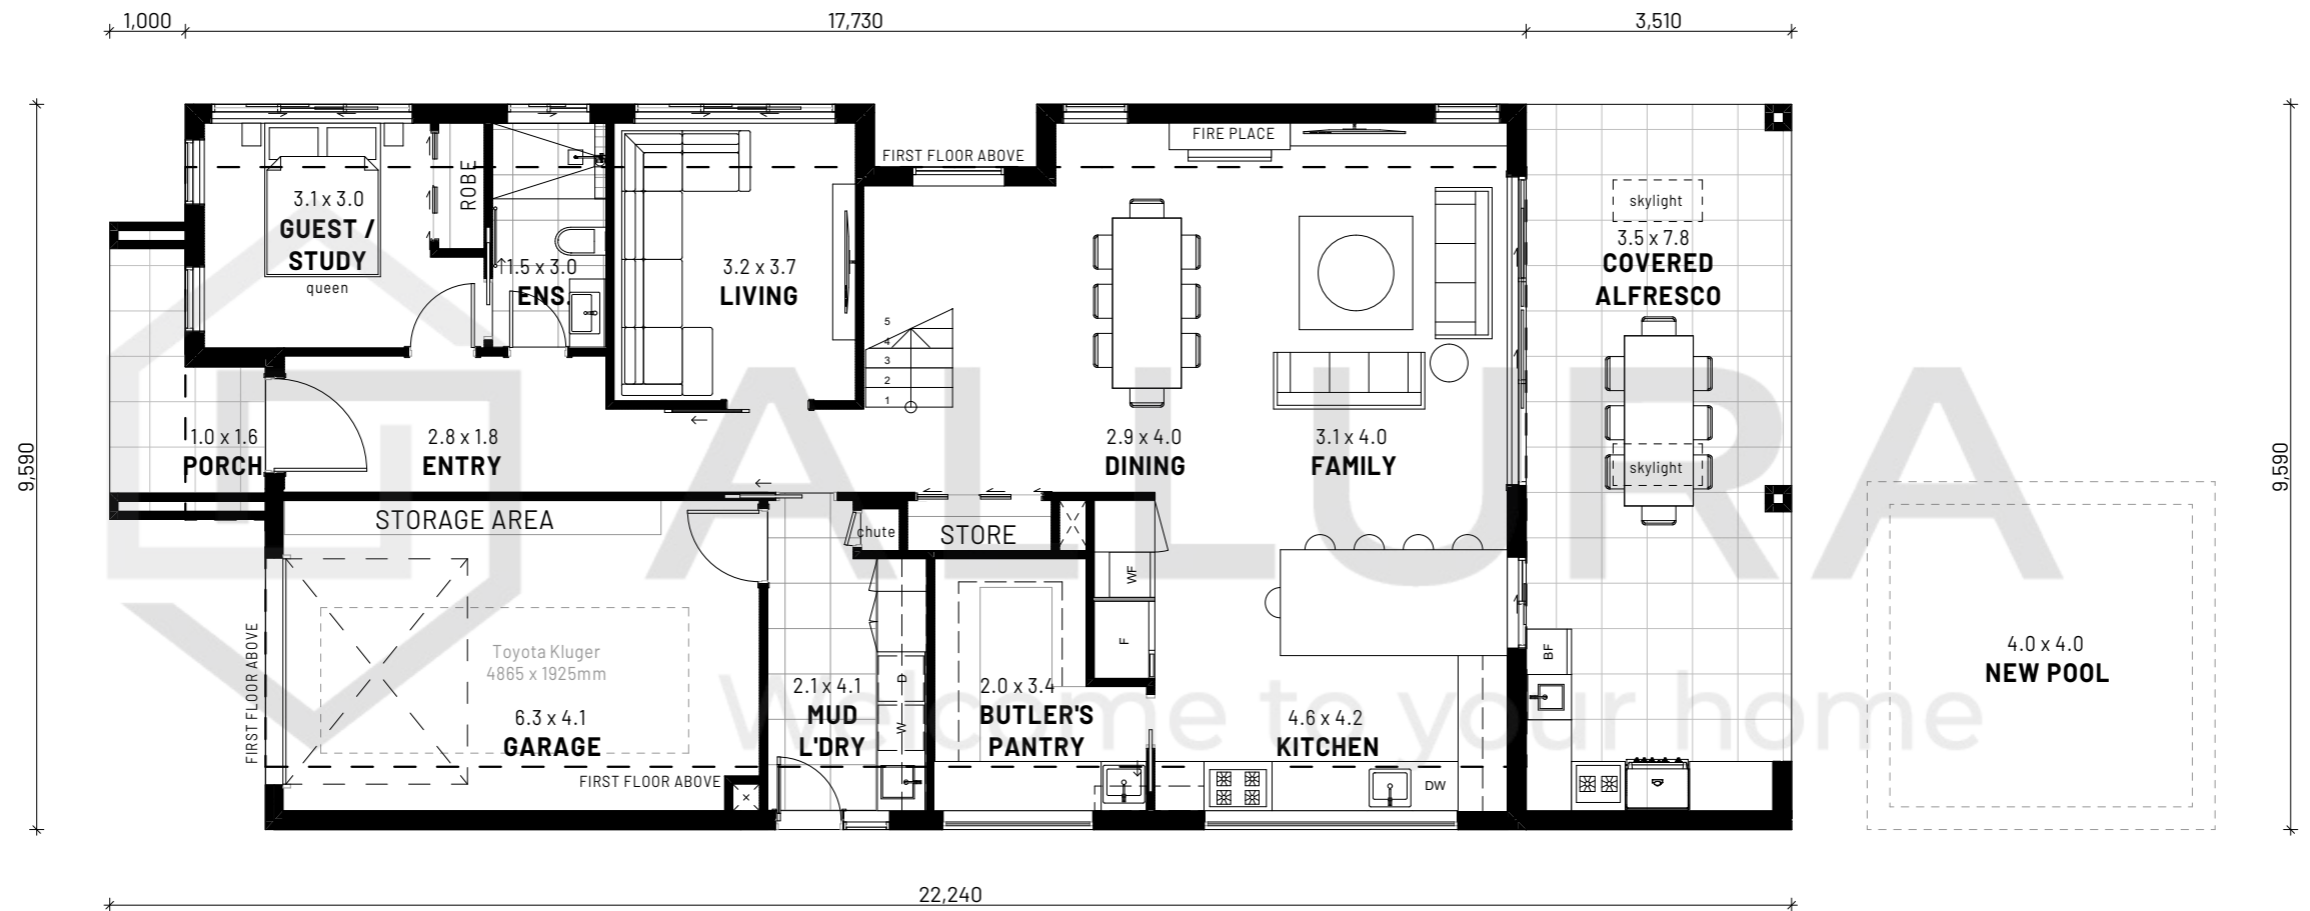 1,000
17,730
3,510
9,590
9,590
FIRE PLACE
FIRST FLOOR ABOVE
ROBE
3.1 x 3.0
GUEST /
STUDY
queen
1.5 x 3.0
ENS.
3.2 x 3.7
LIVING
5
4
3
2
1
skylight
3.5 x 7.8
COVERED
ALFRESCO
skylight
1.0 x 1.6
PORCH
2.8 x 1.8
ENTRY
2.9 x 4.0
DINING
3.1 x 4.0
FAMILY
ALLURA
Welcome to your home
STORAGE AREA
chute
STORE
WF
F
FIRST FLOOR ABOVE
Toyota Kluger
4865 x 1925mm
6.3 x 4.1
GARAGE
FIRST FLOOR ABOVE
2.1 x 4.1
MUD
L'DRY
D
W
2.0 x 3.4
BUTLER'S
PANTRY
4.6 x 4.2
KITCHEN
DW
BF
4.0 x 4.0
NEW POOL
22,240